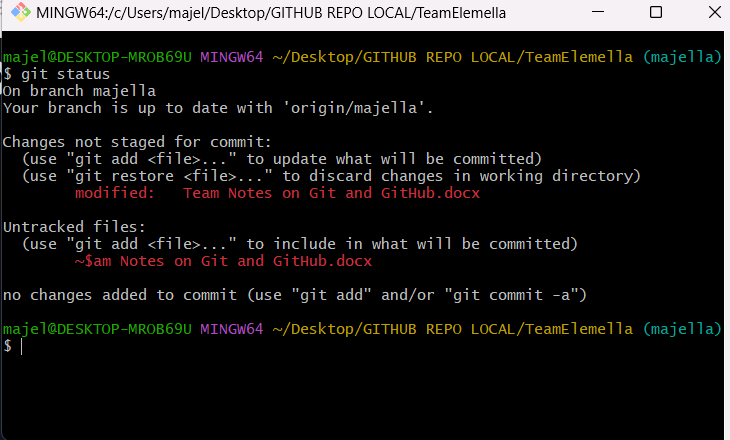 MINGW64:/c/Users/majel/Desktop/GITHUB REPO LOCAL/TeamElemella
majel@DESKTOP-MROB69U MINGW64 ~/Desktop/GITHUB REPO LOCAL/TeamElemella (majella)
$ git status
On branch majella
Your branch is up to date with 'origin/majella'.
Changes not staged for commit:
(use "git add <file>..." to update what will be committed)
(use "git restore <file>..." to discard changes in working directory)
modified:   Team Notes on Git and GitHub.docx
Untracked files:
(use "git add <file>..." to include in what will be committed)
~$am Notes on Git and GitHub.docx
no changes added to commit (use "git add" and/or "git commit -a")
majel@DESKTOP-MROB69U MINGW64 ~/Desktop/GITHUB REPO LOCAL/TeamElemella (majella)
$